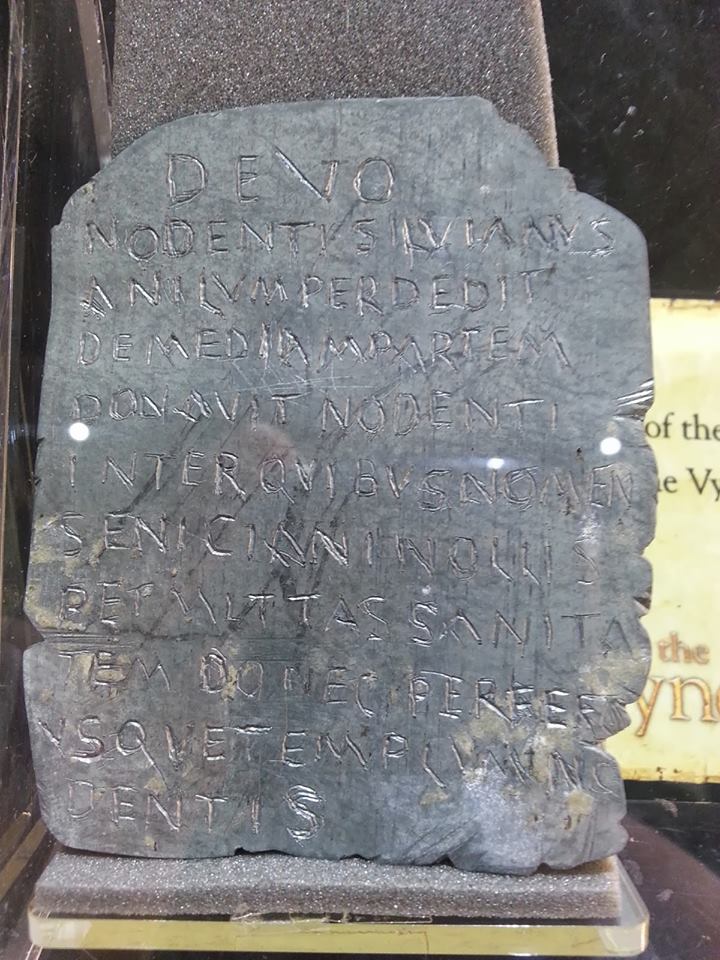 DEVO
NODENTI SILVIANVS
ANILVM PERDEDIT
DEMEDIAM PARTEM
DONAVIT NODENTI
INTER QVIBVS NOMEN
SENICIANI NOLLIS
PETMITTAS SANITA
TEM DONEC PERFERA
VSQVE TEMPLVM NO
DENTIS
of the
the